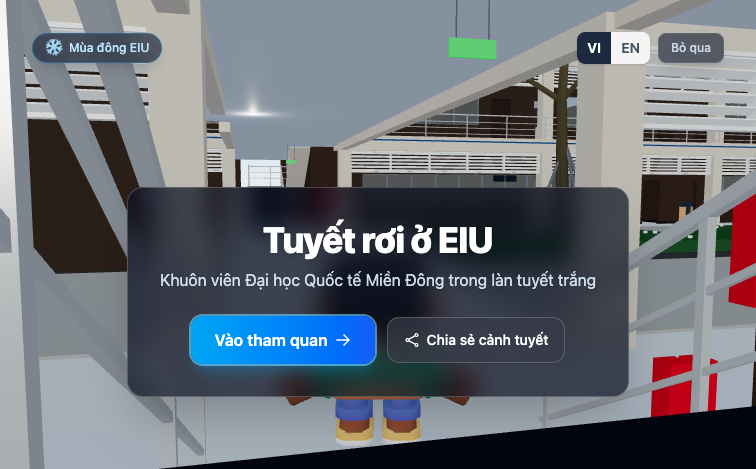 Mùa đông EIU
VI EN
Bỏ qua
Tuyết rơi ở EIU
Khuôn viên Đại học Quốc tế Miền Đông trong làn tuyết trắng
Vào tham quan →
Chia sẻ cảnh tuyết